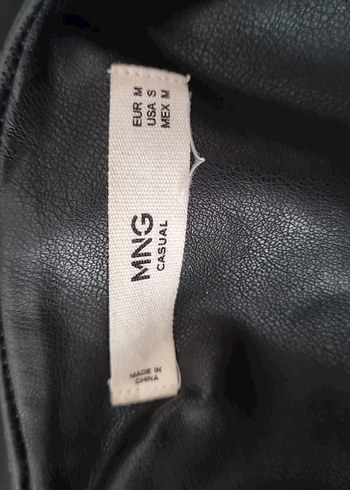 EUR M
USA S
MEX M
MNG
CASUAL
MADE IN
CHINA